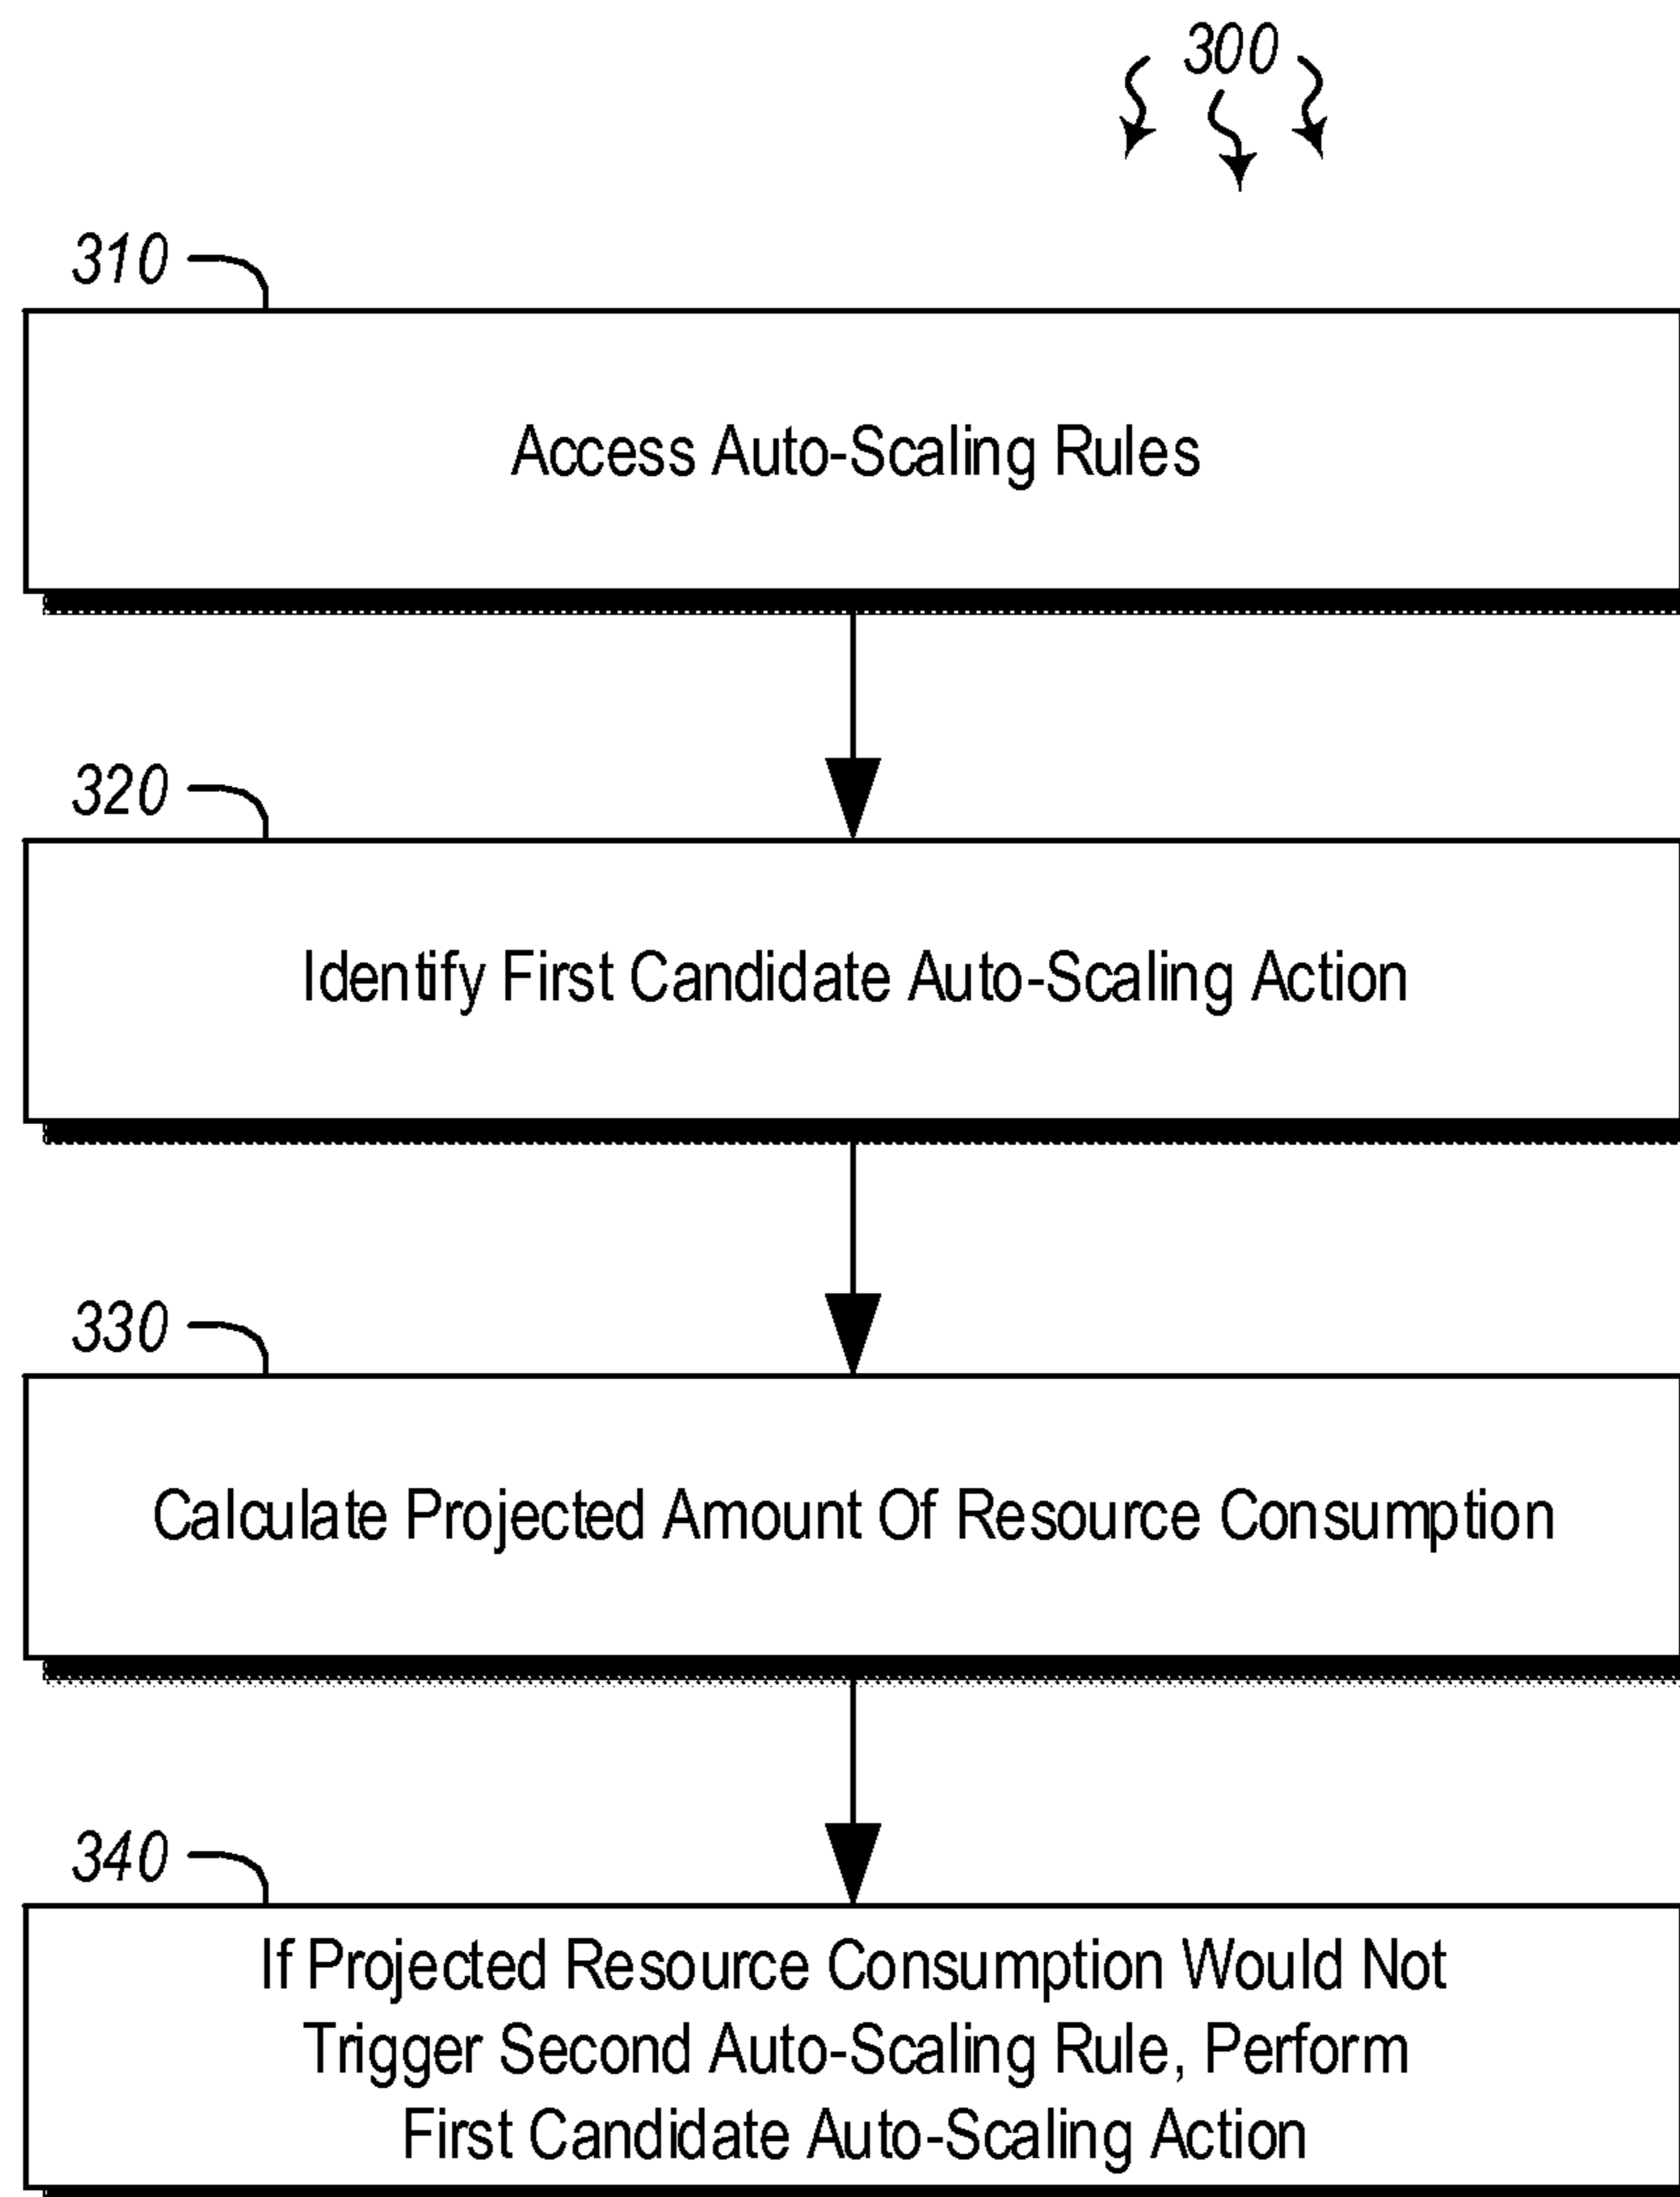 300
310
Access Auto-Scaling Rules
320
Identify First Candidate Auto-Scaling Action
330
Calculate Projected Amount Of Resource Consumption
340
If Projected Resource Consumption Would Not
Trigger Second Auto-Scaling Rule, Perform
First Candidate Auto-Scaling Action